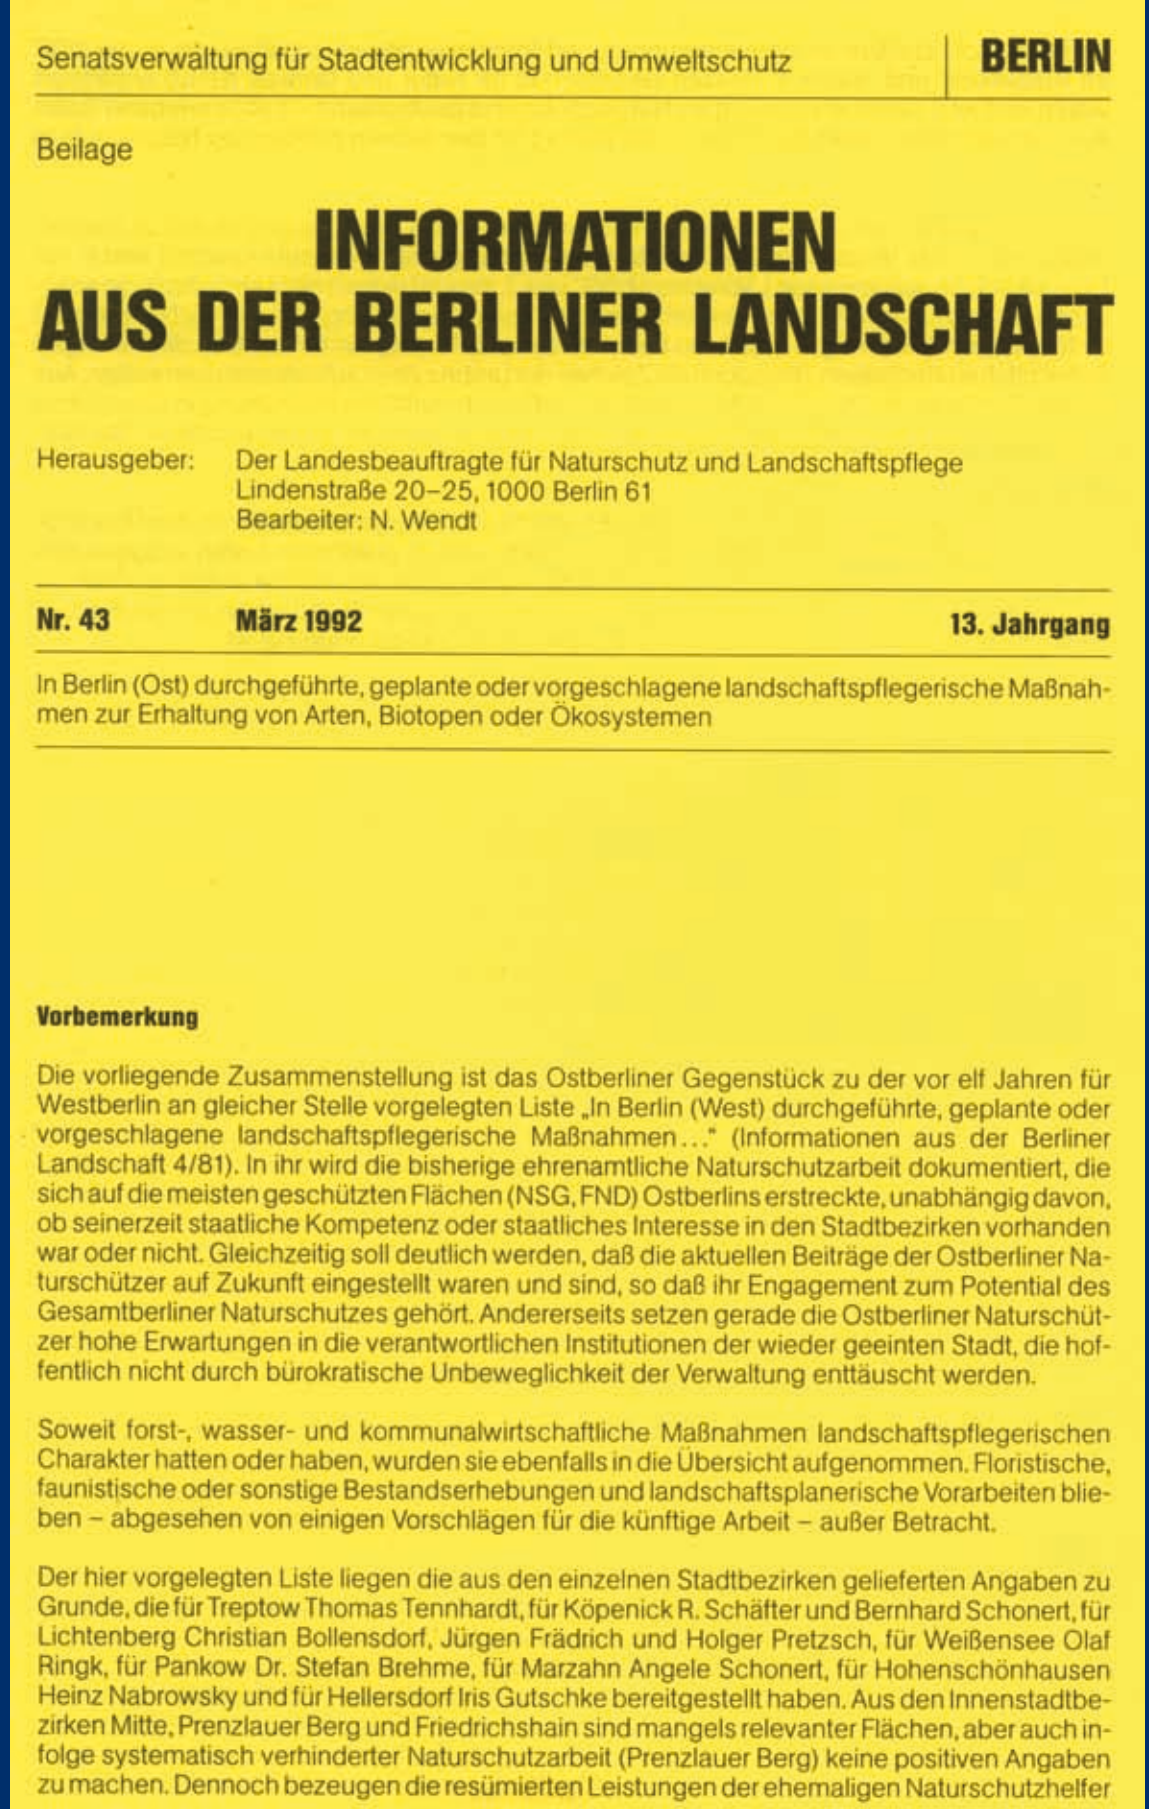 Senatsverwaltung für Stadtentwicklung und Umweltschutz
BERLIN
Beilage
INFORMATIONEN
AUS DER BERLINER LANDSCHAFT
Herausgeber: Der Landesbeauftragte für Naturschutz und Landschaftspflege
Lindenstraße 20–25, 1000 Berlin 61
Bearbeiter: N. Wendt
Nr. 43 März 1992 13. Jahrgang
In Berlin (Ost) durchgeführte, geplante oder vorgeschlagene landschaftspflegerische Maßnah-
men zur Erhaltung von Arten, Biotopen oder Ökosystemen
Vorbemerkung
Die vorliegende Zusammenstellung ist das Ostberliner Gegenstück zu der vor elf Jahren für
Westberlin an gleicher Stelle vorgelegten Liste „In Berlin (West) durchgeführte, geplante oder
vorgeschlagene landschaftspflegerische Maßnahmen...“ (Informationen aus der Berliner
Landschaft 4/81). In ihr wird die bisherige ehrenamtliche Naturschutzarbeit dokumentiert, die
sich auf die meisten geschützten Flächen (NSG, FND) Ostberlins erstreckte, unabhängig davon,
ob seinerzeit staatliche Kompetenz oder staatliches Interesse in den Stadtbezirken vorhanden
war oder nicht. Gleichzeitig soll deutlich werden, daß die aktuellen Beiträge der Ostberliner Na-
turschützer auf Zukunft eingestellt waren und sind, so daß ihr Engagement zum Potential des
Gesamtberliner Naturschutzes gehört. Andererseits setzen gerade die Ostberliner Naturschüt-
zer hohe Erwartungen in die verantwortlichen Institutionen der wieder geeinten Stadt, die hof-
fentlich nicht durch bürokratische Unbeweglichkeit der Verwaltung enttäuscht werden.
Soweit forst-, wasser- und kommunalwirtschaftliche Maßnahmen landschaftspflegerischen
Charakter hatten oder haben, wurden sie ebenfalls in die Übersicht aufgenommen. Floristische,
faunistische oder sonstige Bestandserhebungen und landschaftsplanerische Vorarbeiten blie-
ben – abgesehen von einigen Vorschlägen für die künftige Arbeit – außer Betracht.
Der hier vorgelegten Liste liegen die aus den einzelnen Stadtbezirken gelieferten Angaben zu
Grunde, die für Treptow Thomas Tennhardt, für Köpenick R. Schäfter und Bernhard Schonert, für
Lichtenberg Christian Bollensdorf, Jürgen Frädrich und Holger Pretzsch, für Weißensee Olaf
Ringk, für Pankow Dr. Stefan Brehme, für Marzahn Angele Schonert, für Hohenschönhausen
Heinz Nabrowsky und für Hellersdorf Iris Gutschke bereitgestellt haben. Aus den Innenstadtbe-
zirken Mitte, Prenzlauer Berg und Friedrichshain sind mangels relevanter Flächen, aber auch in-
folge systematisch verhinderter Naturschutzarbeit (Prenzlauer Berg) keine positiven Angaben
zu machen. Dennoch bezeugen die resümierten Leistungen der ehemaligen Naturschutzhelfer